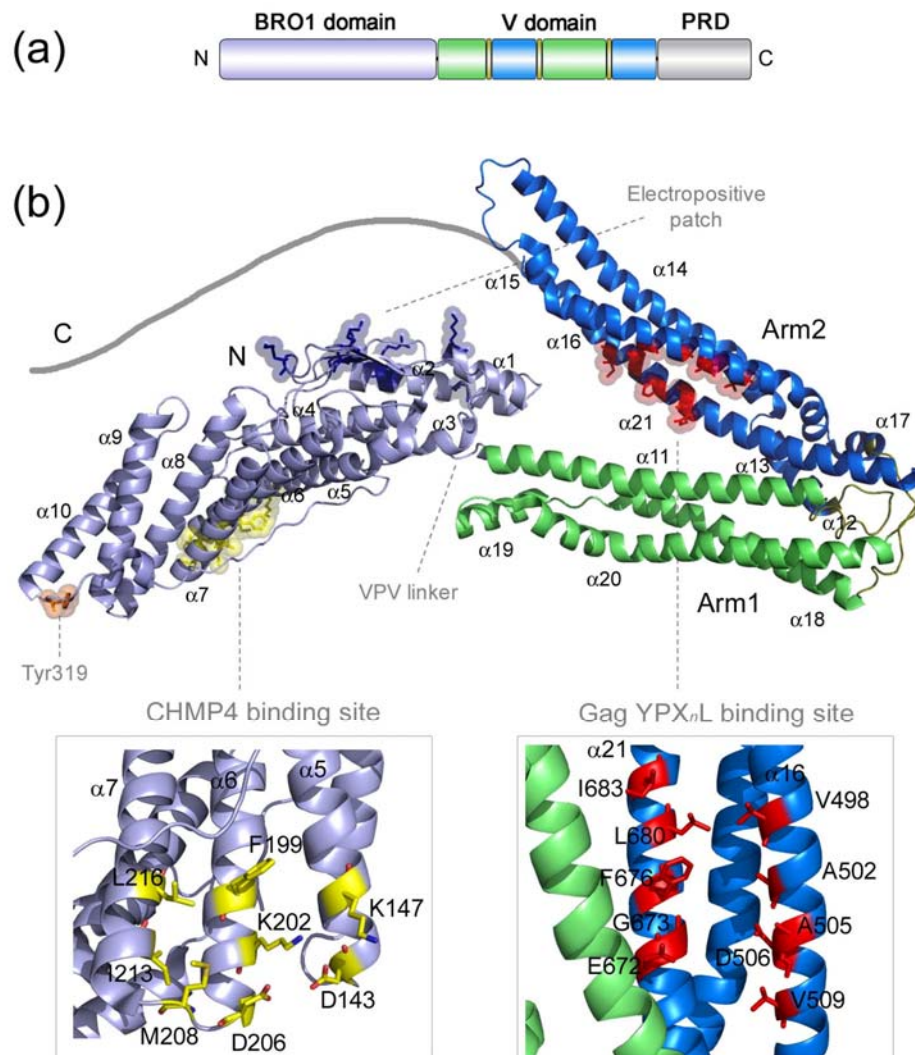 (a)
BRO1 domain V domain PRD
N C
(b)
Electropositive
patch
α14
α15
C
α16
Arm2
N
α2
α1
α9
α4
α3
α21
α17
α8
α11
α13
α6
α5
α10
α12
α19
VPV linker
α20
α7
Arm1
α18
Tyr319
CHMP4 binding site
Gag YPXnL binding site
α7
α6
α5
F199
L216
K202
K147
I213
M208
D206
D143
α21
α16
I683
V498
L680
A502
F676
G673
A505
D506
E672
V509